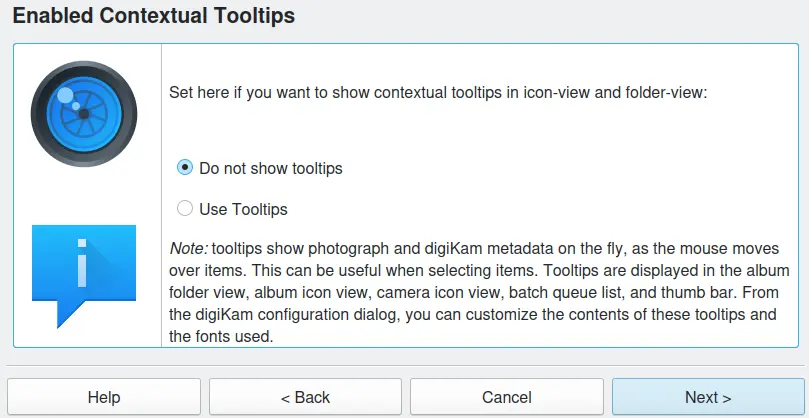 Enabled Contextual Tooltips
Set here if you want to show contextual tooltips in icon-view and folder-view:
Do not show tooltips
Use Tooltips
Note: tooltips show photograph and digiKam metadata on the fly, as the mouse moves
over items. This can be useful when selecting items. Tooltips are displayed in the album
folder view, album icon view, camera icon view, batch queue list, and thumb bar. From
the digiKam configuration dialog, you can customize the contents of these tooltips and
the fonts used.
Help
< Back
Cancel
Next >